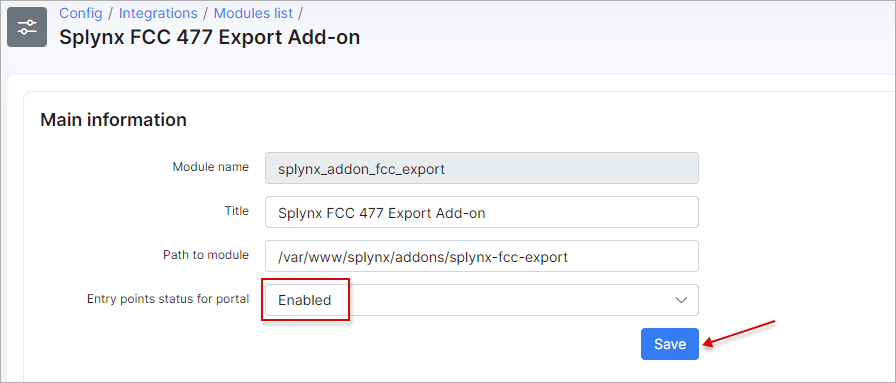 Config / Integrations / Modules list /
Splynx FCC 477 Export Add-on
Main information
Module name splynx_addon_fcc_export
Title Splynx FCC 477 Export Add-on
Path to module /var/www/splynx/addons/splynx-fcc-export
Entry points status for portal Enabled
Save